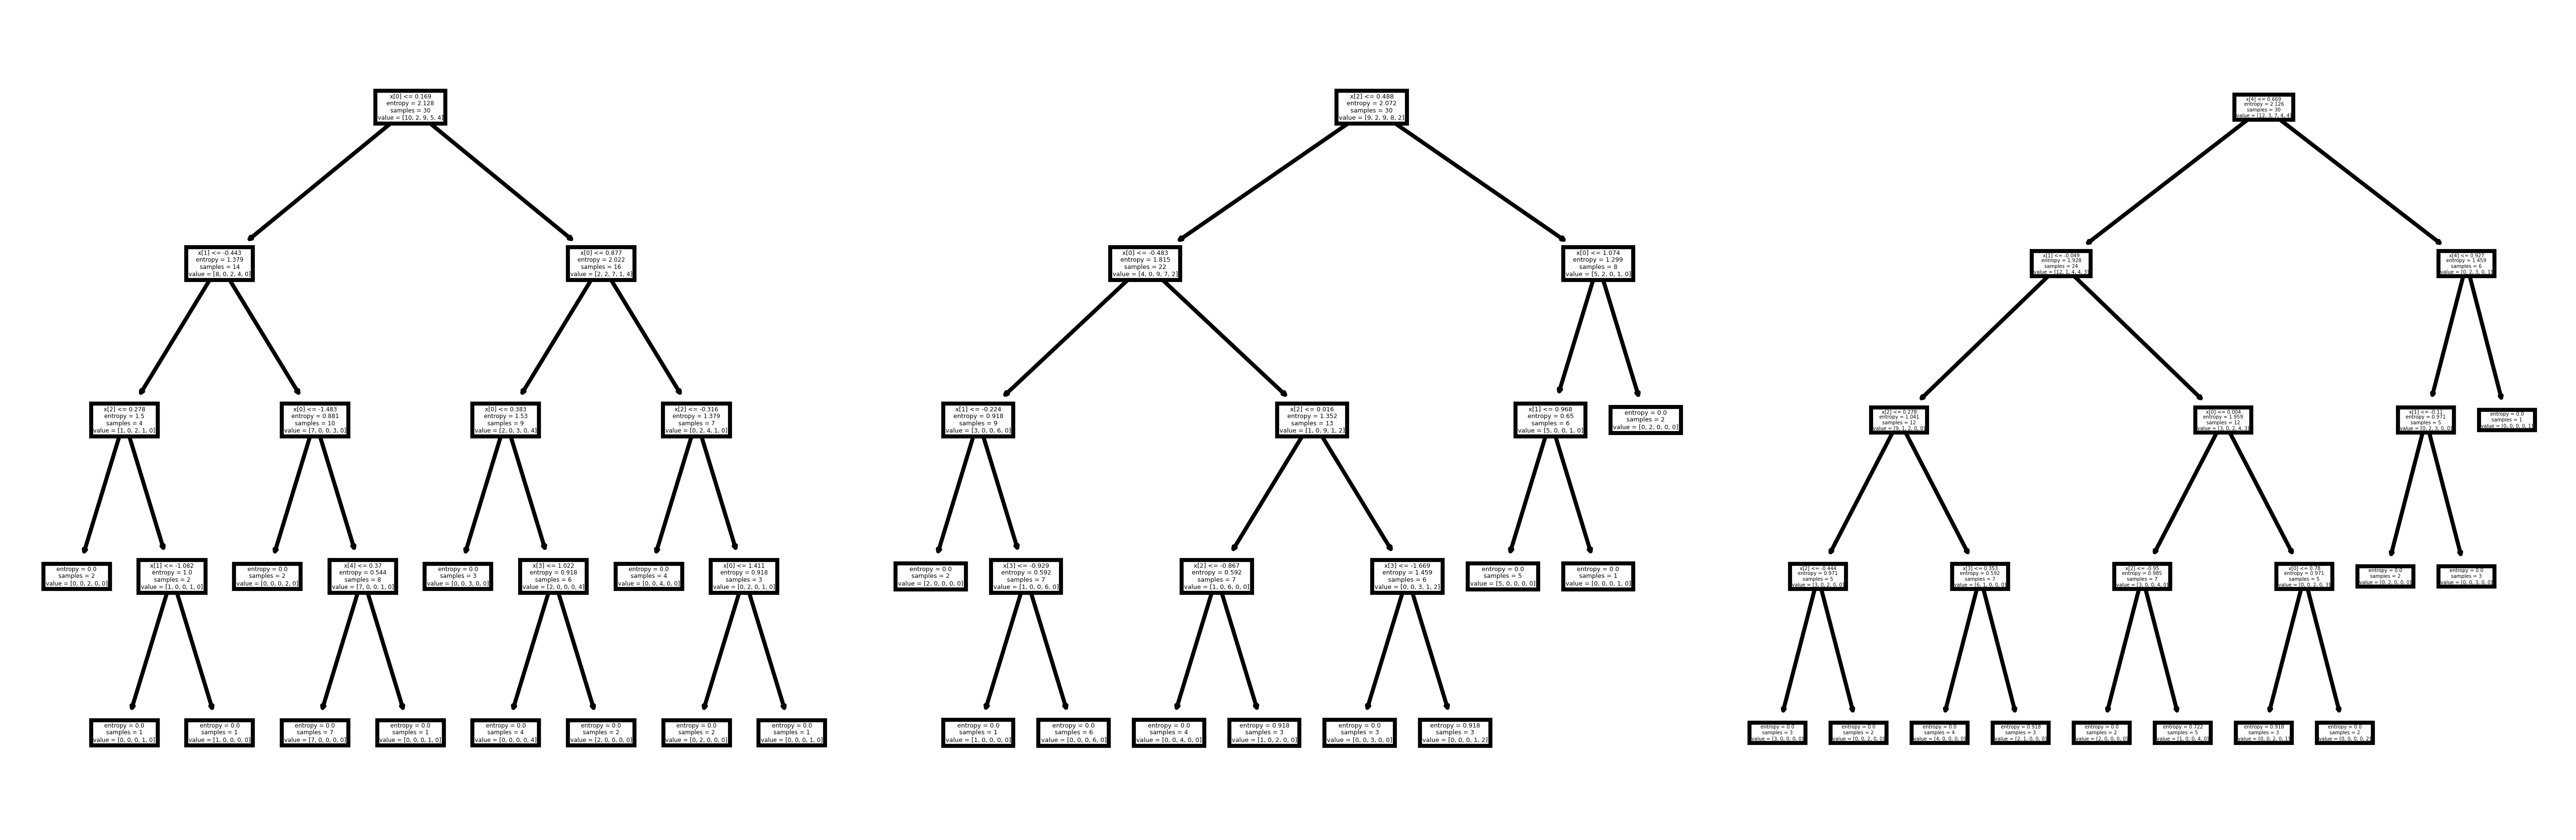 x[0] <= 0.169
entropy = 2.128
samples = 30
value = [10, 2, 9, 5, 4]
x[1] <= -0.443
entropy = 1.379
samples = 14
value = [8, 0, 2, 4, 0]
x[0] <= 0.877
entropy = 2.022
samples = 16
value = [2, 2, 7, 1, 4]
x[2] <= 0.278
entropy = 1.5
samples = 4
value = [1, 0, 2, 1, 0]
x[0] <= -1.483
entropy = 0.881
samples = 10
value = [7, 0, 0, 3, 0]
x[0] <= 0.383
entropy = 1.53
samples = 9
value = [2, 0, 3, 0, 4]
x[2] <= -0.316
entropy = 1.379
samples = 7
value = [0, 2, 4, 1, 0]
entropy = 0.0
samples = 2
value = [0, 0, 2, 0, 0]
x[1] <= -1.082
entropy = 1.0
samples = 2
value = [1, 0, 0, 1, 0]
entropy = 0.0
samples = 2
value = [0, 0, 0, 2, 0]
x[4] <= 0.37
entropy = 0.544
samples = 8
value = [7, 0, 0, 1, 0]
entropy = 0.0
samples = 3
value = [0, 0, 3, 0, 0]
x[3] <= 1.022
entropy = 0.918
samples = 6
value = [2, 0, 0, 0, 4]
entropy = 0.0
samples = 4
value = [0, 0, 4, 0, 0]
x[0] <= 1.411
entropy = 0.918
samples = 3
value = [0, 2, 0, 1, 0]
entropy = 0.0
samples = 1
value = [0, 0, 0, 1, 0]
entropy = 0.0
samples = 1
value = [1, 0, 0, 0, 0]
entropy = 0.0
samples = 7
value = [7, 0, 0, 0, 0]
entropy = 0.0
samples = 1
value = [0, 0, 0, 1, 0]
entropy = 0.0
samples = 4
value = [0, 0, 0, 0, 4]
entropy = 0.0
samples = 2
value = [2, 0, 0, 0, 0]
entropy = 0.0
samples = 2
value = [0, 2, 0, 0, 0]
entropy = 0.0
samples = 1
value = [0, 0, 0, 1, 0]
x[2] <= 0.488
entropy = 2.072
samples = 30
value = [9, 2, 9, 8, 2]
x[0] <= -0.483
entropy = 1.815
samples = 22
value = [4, 0, 9, 7, 2]
x[0] <= 1.074
entropy = 1.299
samples = 8
value = [5, 2, 0, 1, 0]
x[1] <= -0.224
entropy = 0.918
samples = 9
value = [3, 0, 0, 6, 0]
x[2] <= 0.016
entropy = 1.352
samples = 13
value = [1, 0, 9, 1, 2]
x[1] <= 0.968
entropy = 0.65
samples = 6
value = [5, 0, 0, 1, 0]
entropy = 0.0
samples = 2
value = [0, 2, 0, 0, 0]
entropy = 0.0
samples = 2
value = [2, 0, 0, 0, 0]
x[3] <= -0.929
entropy = 0.592
samples = 7
value = [1, 0, 0, 6, 0]
x[2] <= -0.867
entropy = 0.592
samples = 7
value = [1, 0, 6, 0, 0]
x[3] <= -1.669
entropy = 1.459
samples = 6
value = [0, 0, 3, 1, 2]
entropy = 0.0
samples = 5
value = [5, 0, 0, 0, 0]
entropy = 0.0
samples = 1
value = [0, 0, 0, 1, 0]
entropy = 0.0
samples = 1
value = [1, 0, 0, 0, 0]
entropy = 0.0
samples = 6
value = [0, 0, 0, 6, 0]
entropy = 0.0
samples = 4
value = [0, 0, 4, 0, 0]
entropy = 0.918
samples = 3
value = [1, 0, 2, 0, 0]
entropy = 0.0
samples = 3
value = [0, 0, 3, 0, 0]
entropy = 0.918
samples = 3
value = [0, 0, 0, 1, 2]
x[4] <= 0.669
entropy = 2.126
samples = 30
value = [12, 3, 7, 4, 4]
x[1] <= -0.049
entropy = 1.928
samples = 24
value = [12, 1, 4, 4, 3]
x[4] <= 0.927
entropy = 1.459
samples = 6
value = [0, 2, 3, 0, 1]
x[2] <= 0.278
entropy = 1.041
samples = 12
value = [9, 1, 2, 0, 0]
x[0] <= 0.004
entropy = 1.959
samples = 12
value = [3, 0, 2, 4, 3]
x[1] <= -0.11
entropy = 0.971
samples = 5
value = [0, 2, 3, 0, 0]
entropy = 0.0
samples = 1
value = [0, 0, 0, 0, 1]
x[2] <= -0.444
entropy = 0.971
samples = 5
value = [3, 0, 2, 0, 0]
x[3] <= 0.353
entropy = 0.592
samples = 7
value = [6, 1, 0, 0, 0]
x[2] <= -0.95
entropy = 0.985
samples = 7
value = [3, 0, 0, 4, 0]
x[0] <= 0.78
entropy = 0.971
samples = 5
value = [0, 0, 2, 0, 3]
entropy = 0.0
samples = 2
value = [0, 2, 0, 0, 0]
entropy = 0.0
samples = 3
value = [0, 0, 3, 0, 0]
entropy = 0.0
samples = 3
value = [3, 0, 0, 0, 0]
entropy = 0.0
samples = 2
value = [0, 0, 2, 0, 0]
entropy = 0.0
samples = 4
value = [4, 0, 0, 0, 0]
entropy = 0.918
samples = 3
value = [2, 1, 0, 0, 0]
entropy = 0.0
samples = 2
value = [2, 0, 0, 0, 0]
entropy = 0.722
samples = 5
value = [1, 0, 0, 4, 0]
entropy = 0.918
samples = 3
value = [0, 0, 2, 0, 1]
entropy = 0.0
samples = 2
value = [0, 0, 0, 0, 2]